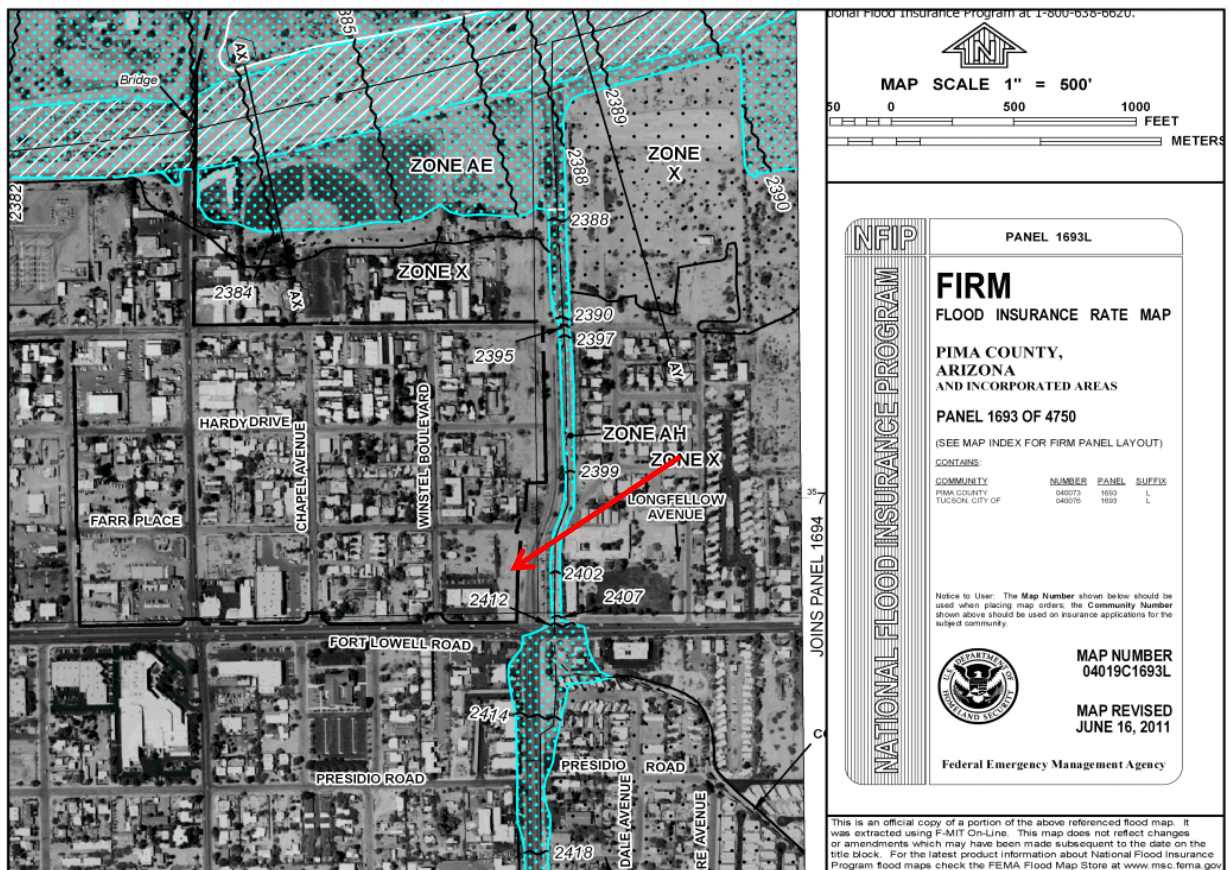 AX
2385
Bridge
2389
2388
ZONE AE
ZONE
X
2382
2390
2388
ZONE X
2384
AX
2390
2397
2395
AY
HARDY DRIVE
CHAPEL AVENUE
WINSTEL BOULEVARD
ZONE AH
ZONE X
2399
LONGFELLOW
AVENUE
FARR PLACE
2402
2412
2407
FORT LOWELL ROAD
2414
PRESIDIO ROAD
PRESIDIO ROAD
DALE AVENUE
RE AVENUE
2418
35
7
JOINS PANEL 1694
ional Flood Insurance Program at 1-800-638-6620.
N
MAP SCALE 1" = 500'
50 0 500 1000
FEET
METERS
NFIP
NATIONAL FLOOD INSURANCE PROGRAM
PANEL 1693L
FIRM
FLOOD INSURANCE RATE MAP
PIMA COUNTY,
ARIZONA
AND INCORPORATED AREAS
PANEL 1693 OF 4750
(SEE MAP INDEX FOR FIRM PANEL LAYOUT)
CONTAINS:
COMMUNITY NUMBER PANEL SUFFIX
PIMA COUNTY 040073 1693 L
TUCSON, CITY OF 040076 1693 L
Notice to User: The Map Number shown below should be
used when placing map orders; the Community Number
shown above should be used on insurance applications for the
subject community.
U.S. DEPARTMENT OF
HOMELAND SECURITY
MAP NUMBER
04019C1693L
MAP REVISED
JUNE 16, 2011
Federal Emergency Management Agency
This is an official copy of a portion of the above referenced flood map. It
was extracted using F-MIT On-Line. This map does not reflect changes
or amendments which may have been made subsequent to the date on the
title block. For the latest product information about National Flood Insurance
Program flood maps check the FEMA Flood Map Store at www.msc.fema.gov